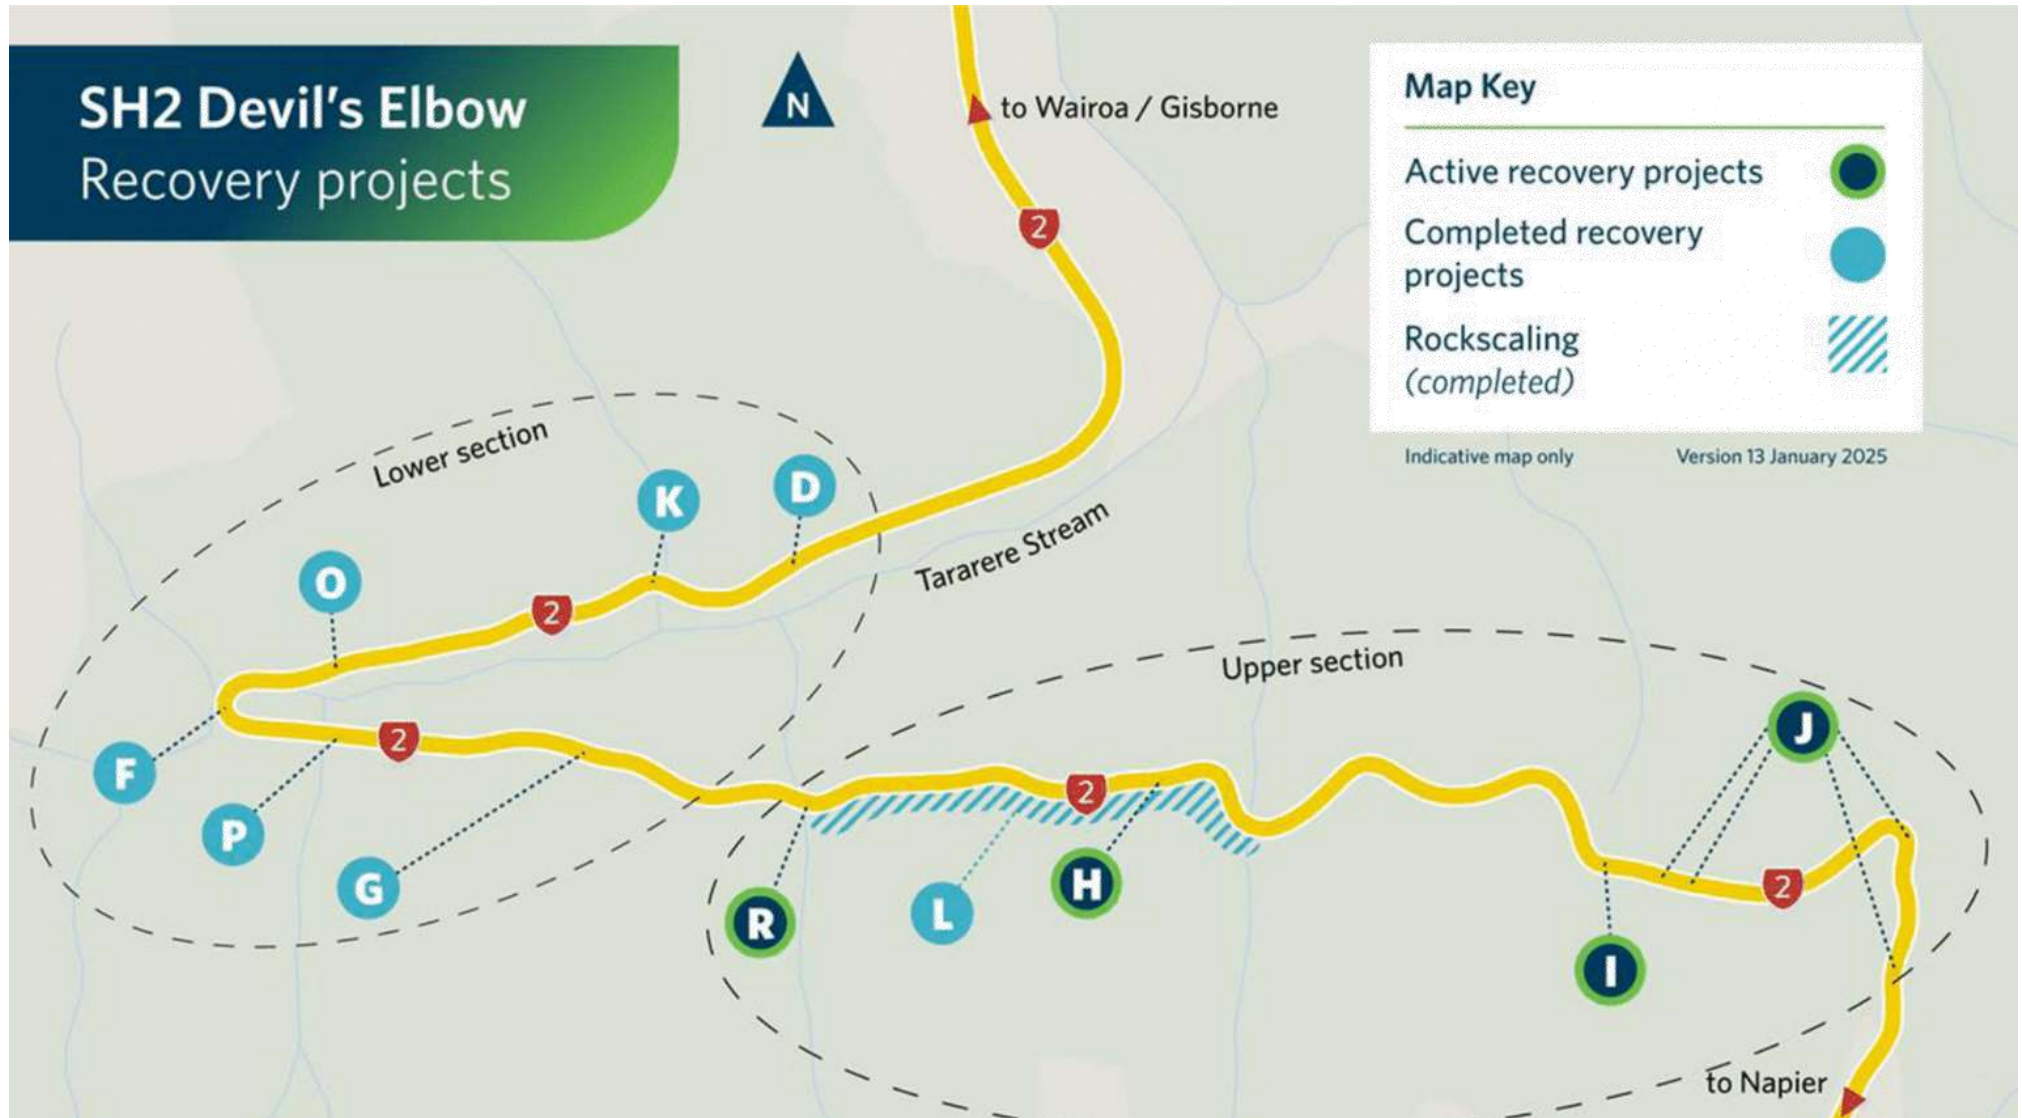 SH2 Devil's Elbow
Recovery projects
N
to Wairoa / Gisborne
2
Map Key
Active recovery projects
Completed recovery
projects
Rockscaling
(completed)
Indicative map only
Version 13 January 2025
Lower section
K
D
O
2
Tararere Stream
Upper section
F
2
P
G
R
L
2
H
J
2
I
to Napier